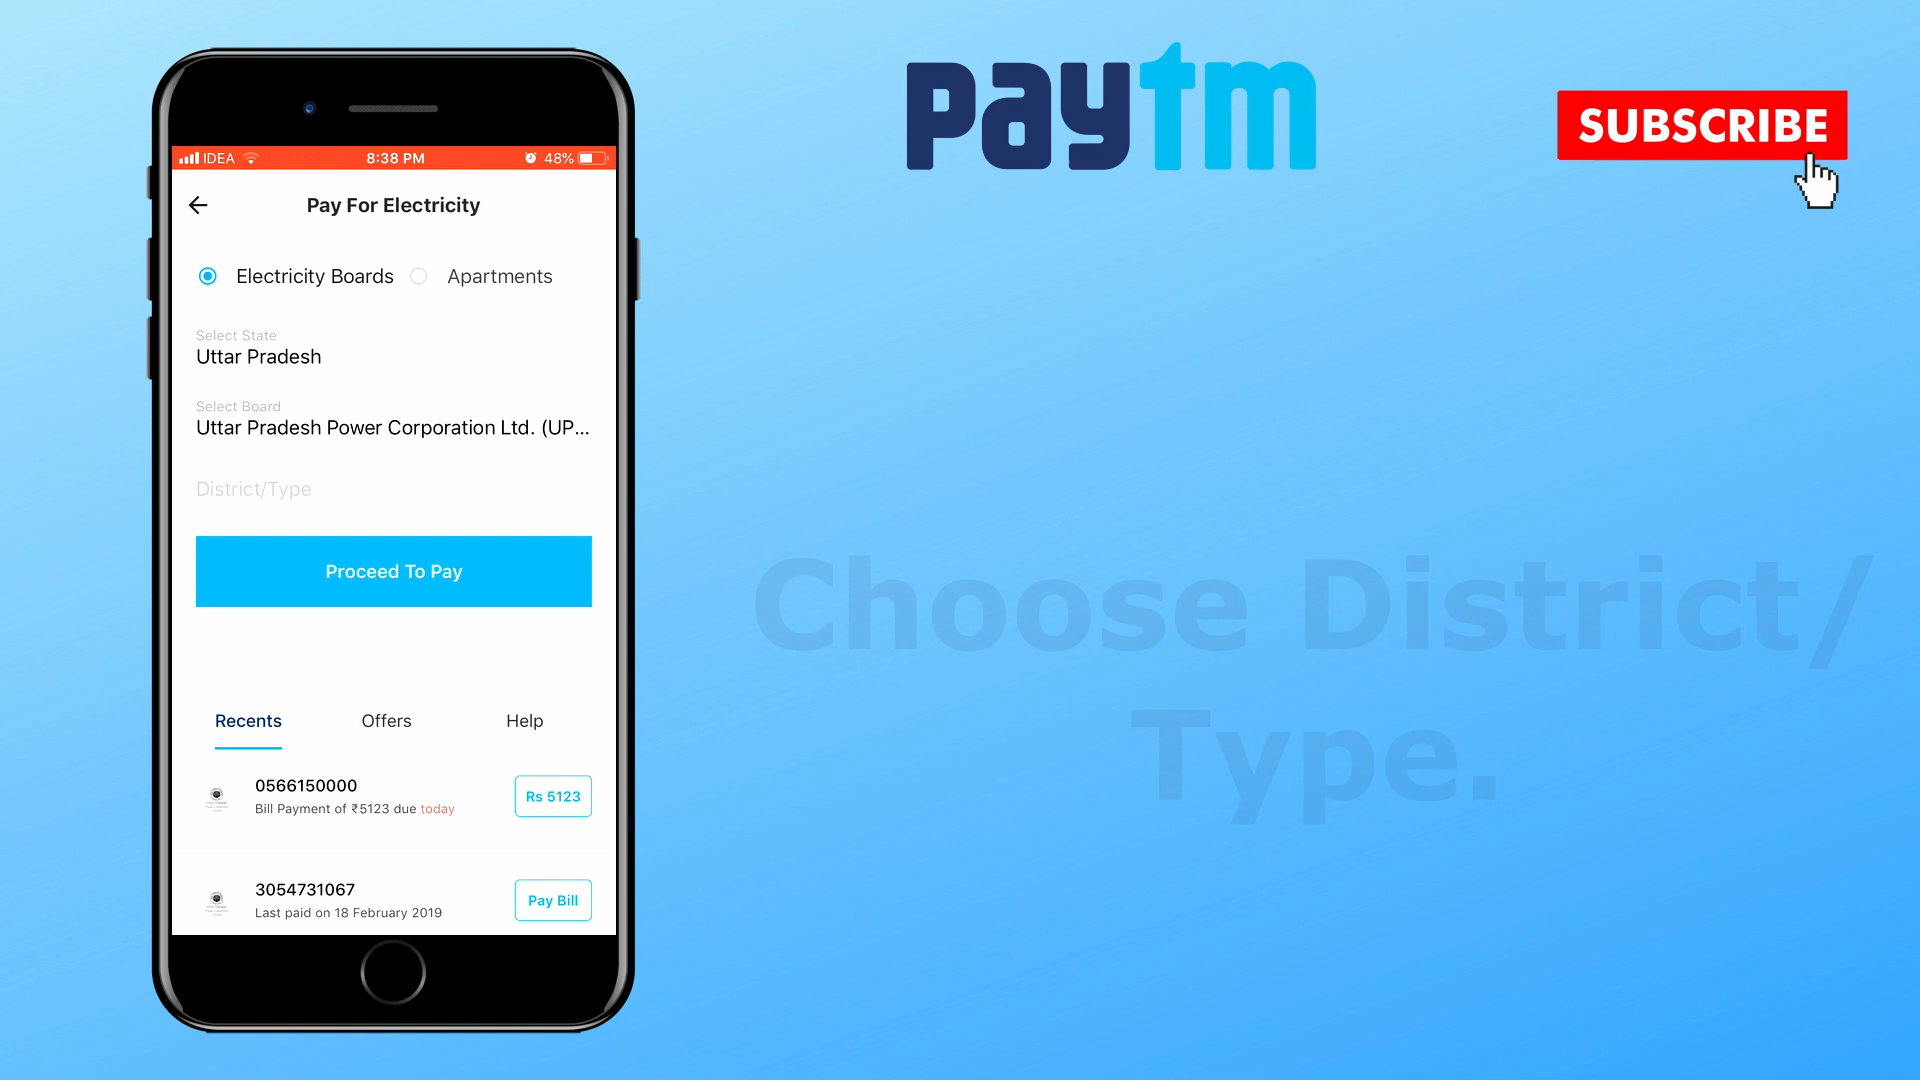 paytm
SUBSCRIBE
IDEA
8:38 PM
48%
Pay For Electricity
Electricity Boards
Apartments
Select State
Uttar Pradesh
Select Board
Uttar Pradesh Power Corporation Ltd. (UP...
District/Type
Proceed To Pay
Recents
Offers
Help
0566150000
Bill Payment of ₹5123 due today
Rs 5123
3054731067
Last paid on 18 February 2019
Pay Bill
Choose District/
Type.